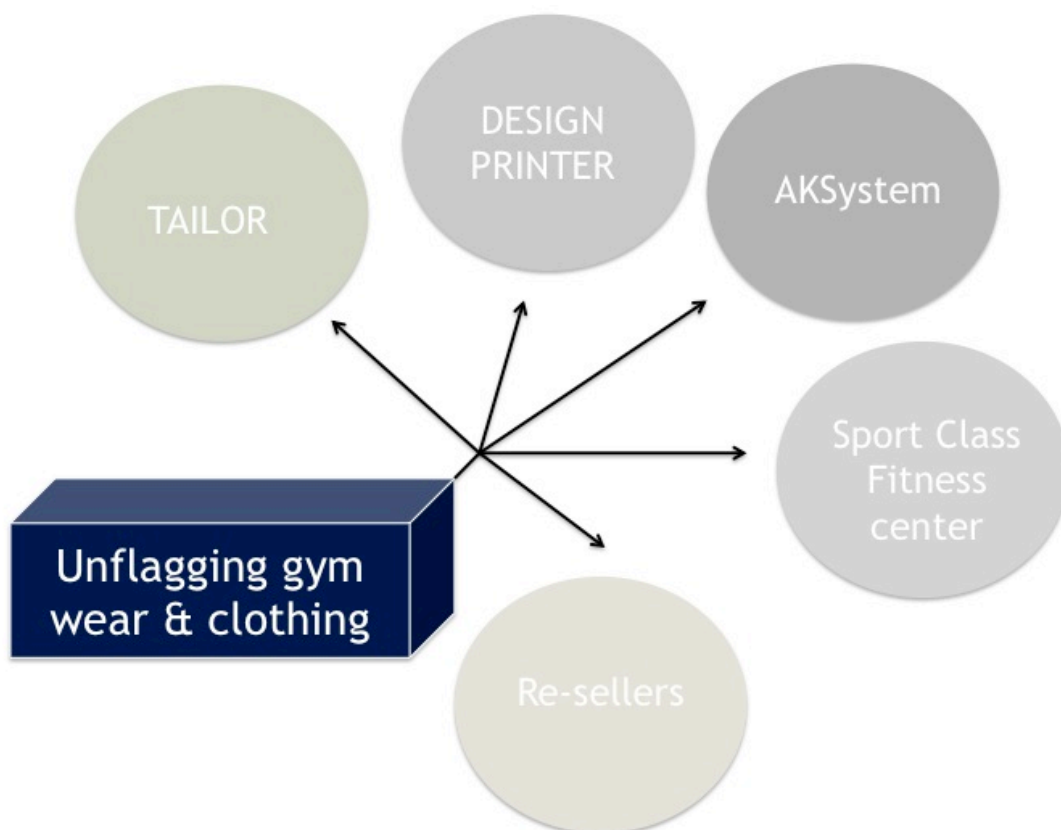 DESIGN
PRINTER
AKSystem
TAILOR
Sport Class
Fitness
center
Unflagging gym
wear & clothing
Re-sellers